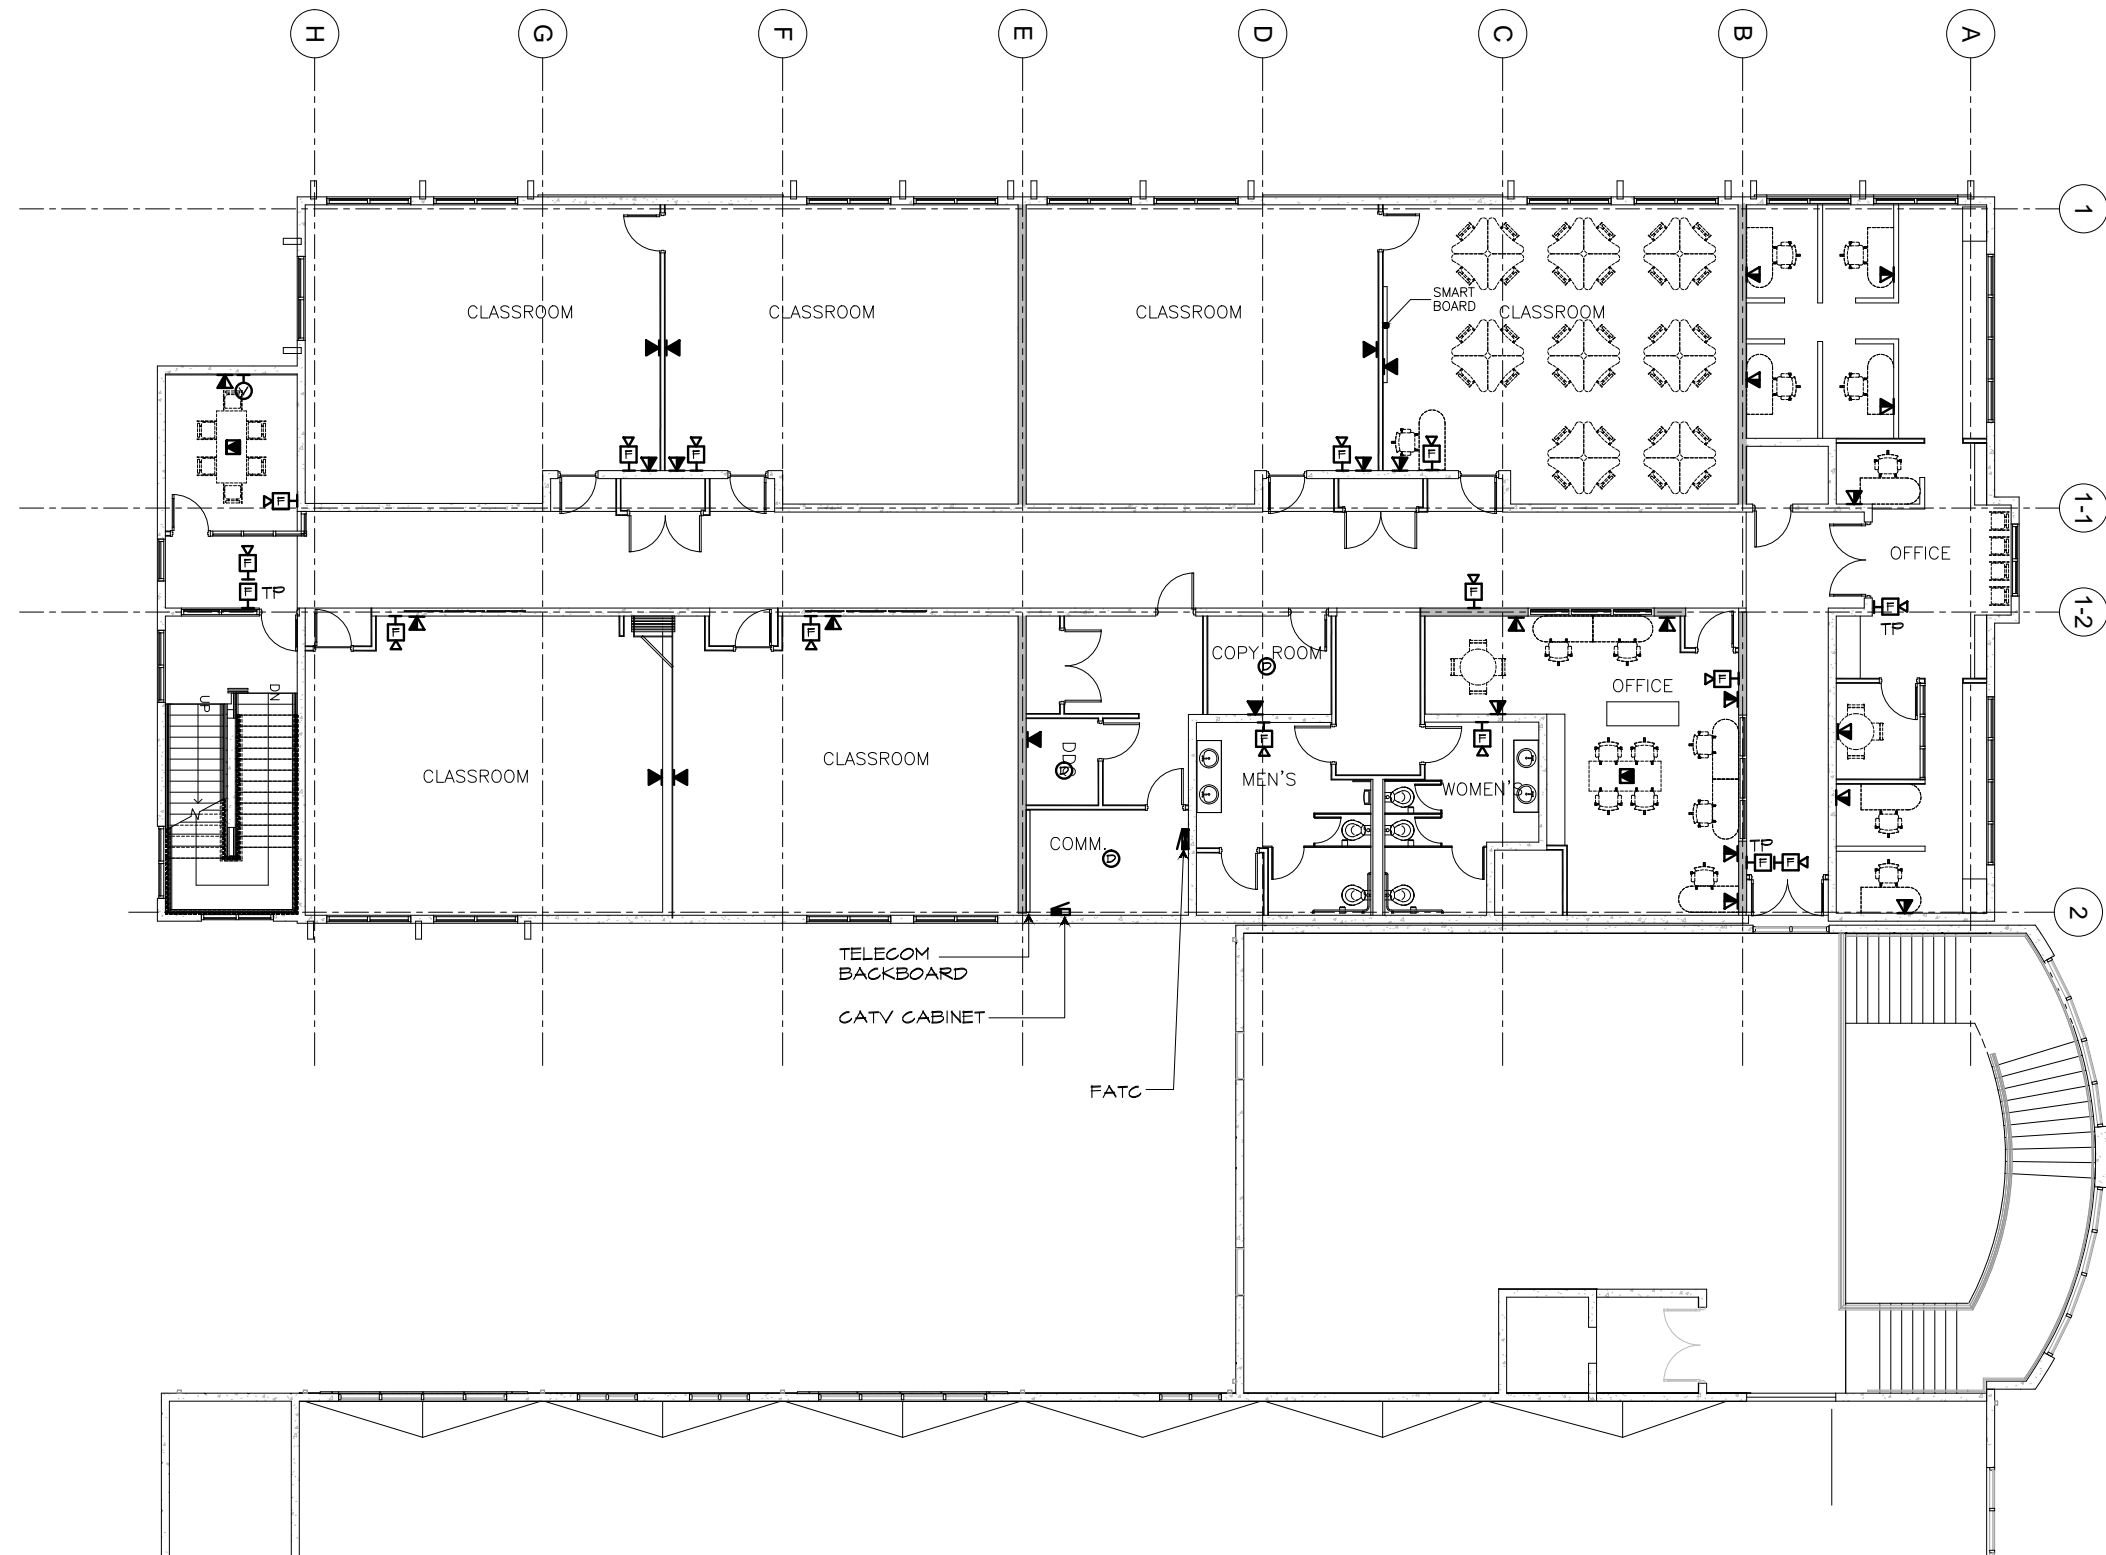 H G F E D C B A
1
SMART
BOARD
CLASSROOM CLASSROOM CLASSROOM CLASSROOM
F F F F
F
1-1
F
OFFICE
F TP
F
1-2
F
TP
F F
COPY ROOM
D
OFFICE
F
DN
UP
F F
CLASSROOM
CLASSROOM
D
MEN'S
WOMEN'S
COMM.
D
TP
F F
2
TELECOM
BACKBOARD
CATV CABINET
FATC